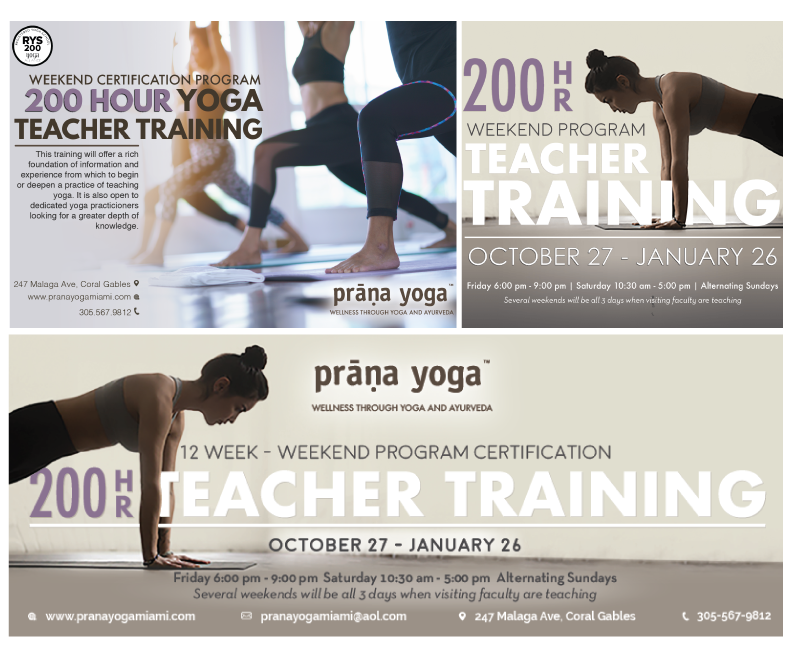 RYS
200
yoga
WEEKEND CERTIFICATION PROGRAM
200 HOUR YOGA
TEACHER TRAINING
This training will offer a rich
foundation of information and
experience from which to begin
or deepen a practice of teaching
yoga. It is also open to
dedicated yoga practicioners
looking for a greater depth of
knowledge.
247 Malaga Ave, Coral Gables
www.pranayogamiami.com
305.567.9812
prāṇa yoga™
WELLNESS THROUGH YOGA AND AYURVEDA
200 HR
WEEKEND PROGRAM
TEACHER
TRAINING
OCTOBER 27 - JANUARY 26
Friday 6:00 pm - 9:00 pm | Saturday 10:30 am - 5:00 pm | Alternating Sundays
Several weekends will be all 3 days when visiting faculty are teaching
prāṇa yoga™
WELLNESS THROUGH YOGA AND AYURVEDA
12 WEEK - WEEKEND PROGRAM CERTIFICATION
200 HR TEACHER TRAINING
OCTOBER 27 - JANUARY 26
Friday 6:00 pm - 9:00 pm Saturday 10:30 am - 5:00 pm Alternating Sundays
Several weekends will be all 3 days when visiting faculty are teaching
www.pranayogamiami.com pranayogamiami@aol.com 247 Malaga Ave, Coral Gables 305-567-9812